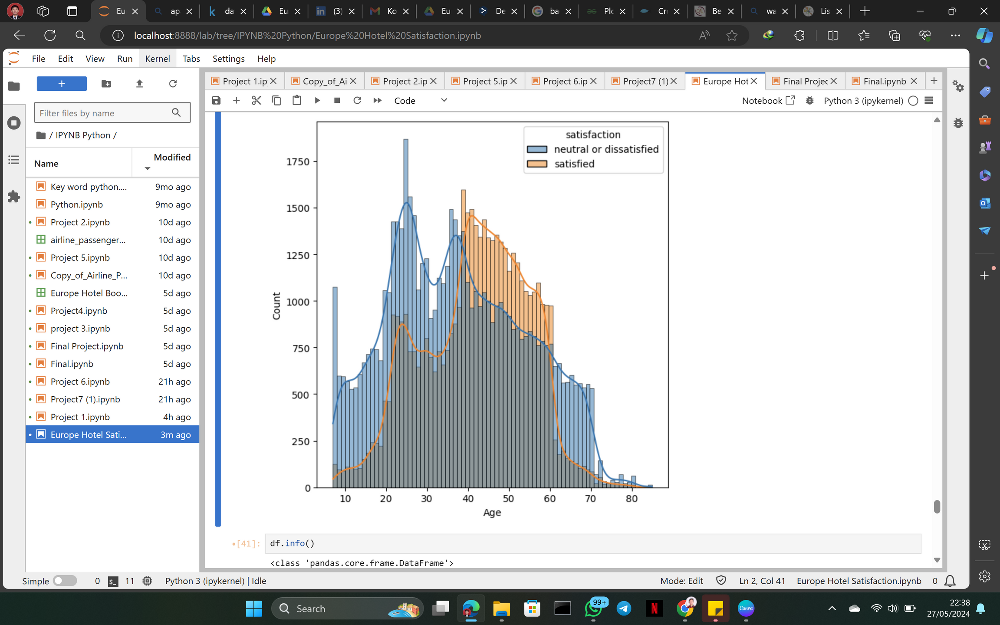 Eu
ap
da
Eu
(3)
Ko
Eu
De
ba
Plc
Cr
Be
wa
Lis
localhost:8888/lab/tree/IPYNB%20Python/Europe%20Hotel%20Satisfaction.ipynb
File Edit View Run Kernel Tabs Settings Help
Project 1.ip
Copy_of_Ai
Project 2.ip
Project 5.ip
Project 6.ip
Project7 (1)
Europe Hot
Final Projec
Final.ipynb
Code
Notebook
Python 3 (ipykernel)
Filter files by name
/ IPYNB Python /
Name Modified
Key word python.... 9mo ago
Python.ipynb 9mo ago
Project 2.ipynb 10d ago
airline_passenger... 10d ago
Project 5.ipynb 10d ago
Copy_of_Airline_P... 10d ago
Europe Hotel Boo... 5d ago
Project4.ipynb 5d ago
project 3.ipynb 5d ago
Final Project.ipynb 5d ago
Final.ipynb 5d ago
Project 6.ipynb 21h ago
Project7 (1).ipynb 21h ago
Project 1.ipynb 4h ago
Europe Hotel Sati... 3m ago
satisfaction
neutral or dissatisfied
satisfied
Count
1750
1500
1250
1000
750
500
250
0
10 20 30 40 50 60 70 80
Age
[41]: df.info()
<class 'pandas.core.frame.DataFrame'>
Simple 0 $_ 11 Python 3 (ipykernel) | Idle
Mode: Edit Ln 2, Col 41 Europe Hotel Satisfaction.ipynb 0
Search
99+
Canva
22:38
27/05/2024